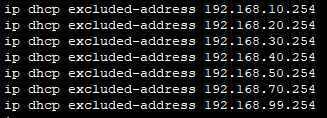 ip dhcp excluded-address 192.168.10.254
ip dhcp excluded-address 192.168.20.254
ip dhcp excluded-address 192.168.30.254
ip dhcp excluded-address 192.168.40.254
ip dhcp excluded-address 192.168.50.254
ip dhcp excluded-address 192.168.70.254
ip dhcp excluded-address 192.168.99.254